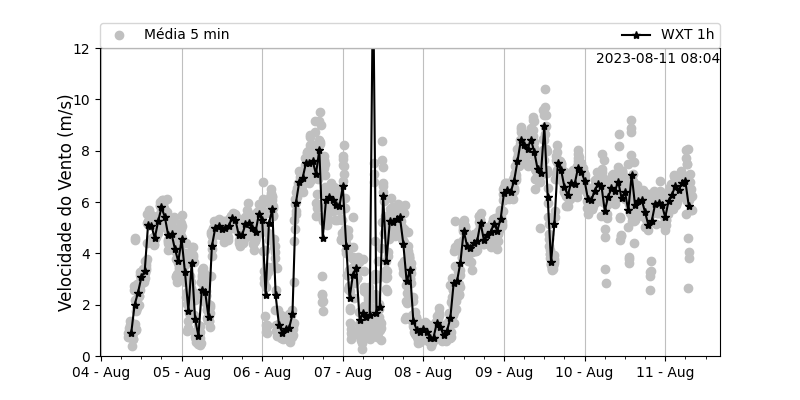 Média 5 min
WXT 1h
2023-08-11 08:04
Velocidade do Vento (m/s)
12
10
8
6
4
2
0
04 - Aug 05 - Aug 06 - Aug 07 - Aug 08 - Aug 09 - Aug 10 - Aug 11 - Aug